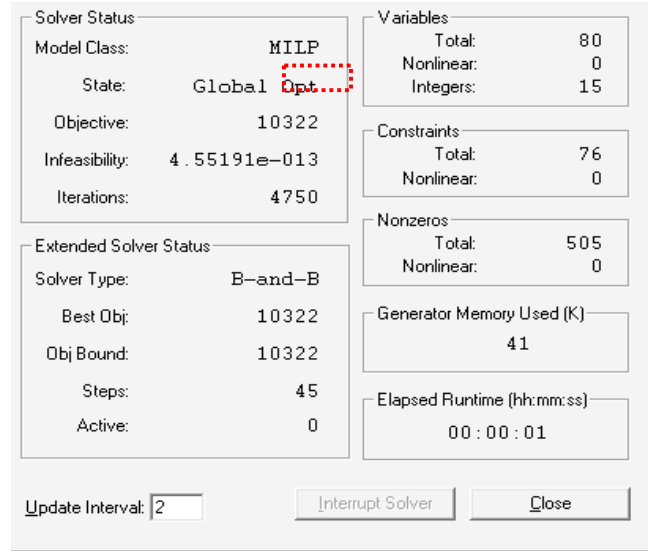 Solver Status
Model Class: MILP
State: Global Opt
Objective: 10322
Infeasibility: 4.55191e-013
Iterations: 4750
Extended Solver Status
Solver Type: B-and-B
Best Obj: 10322
Obj Bound: 10322
Steps: 45
Active: 0
Variables
Total: 80
Nonlinear: 0
Integers: 15
Constraints
Total: 76
Nonlinear: 0
Nonzeros
Total: 505
Nonlinear: 0
Generator Memory Used (K)
41
Elapsed Runtime (hh:mm:ss)
00:00:01
Update Interval: 2
Interrupt Solver
Close